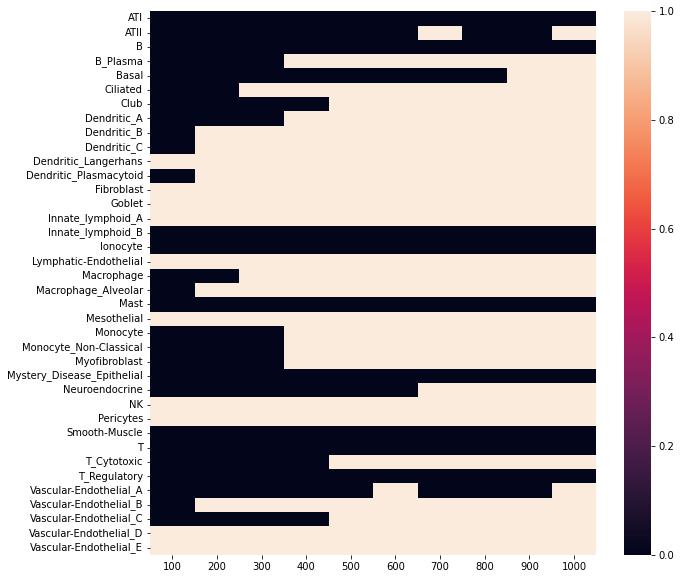 ATI
ATII
B
B_Plasma
Basal
Ciliated
Club
Dendritic_A
Dendritic_B
Dendritic_C
Dendritic_Langerhans
Dendritic_Plasmacytoid
Fibroblast
Goblet
Innate_lymphoid_A
Innate_lymphoid_B
Ionocyte
Lymphatic-Endothelial
Macrophage
Macrophage_Alveolar
Mast
Mesothelial
Monocyte
Monocyte_Non-Classical
Myofibroblast
Mystery_Disease_Epithelial
Neuroendocrine
NK
Pericytes
Smooth-Muscle
T
T_Cytotoxic
T_Regulatory
Vascular-Endothelial_A
Vascular-Endothelial_B
Vascular-Endothelial_C
Vascular-Endothelial_D
Vascular-Endothelial_E
100 200 300 400 500 600 700 800 900 1000
1.0
0.8
0.6
0.4
0.2
0.0